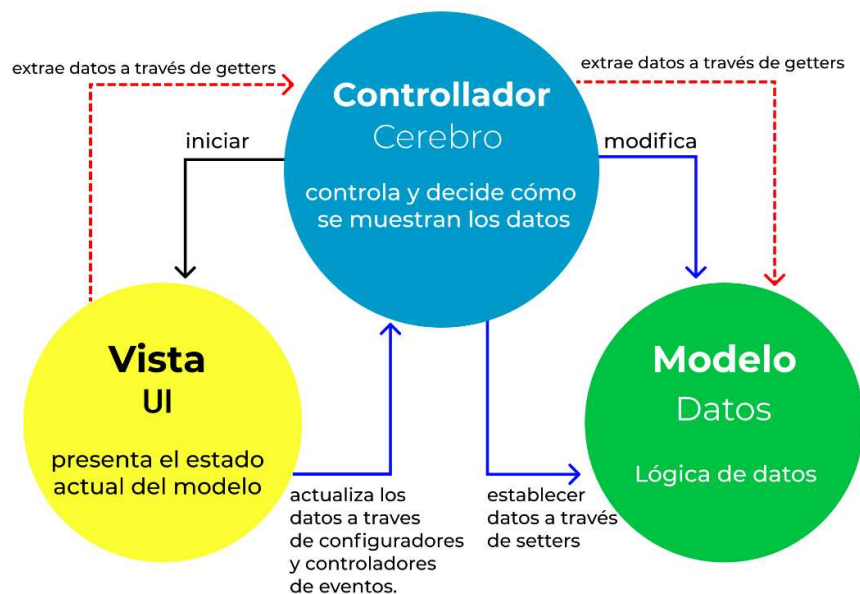 extrae datos a través de getters
extrae datos a través de getters
Controllador
Cerebro
controla y decide cómo
se muestran los datos
iniciar
modifica
Vista
UI
presenta el estado
actual del modelo
Modelo
Datos
Lógica de datos
actualiza los
datos a traves
de configuradores
y controladores
de eventos.
establecer
datos a través
de setters